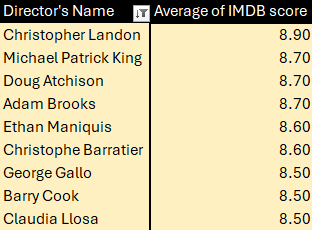 Director's Name Average of IMDB score
Christopher Landon 8.90
Michael Patrick King 8.70
Doug Atchison 8.70
Adam Brooks 8.70
Ethan Maniquis 8.60
Christophe Barratier 8.60
George Gallo 8.50
Barry Cook 8.50
Claudia Llosa 8.50